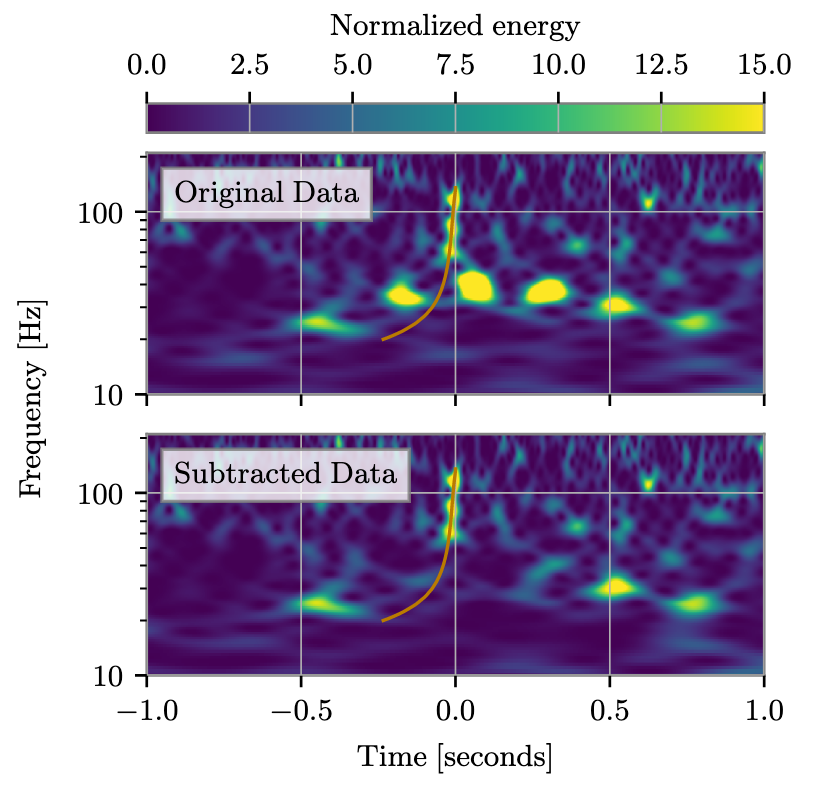 Normalized energy
0.0 2.5 5.0 7.5 10.0 12.5 15.0
Original Data
100
10
Frequency [Hz]
Subtracted Data
100
10
−1.0 −0.5 0.0 0.5 1.0
Time [seconds]